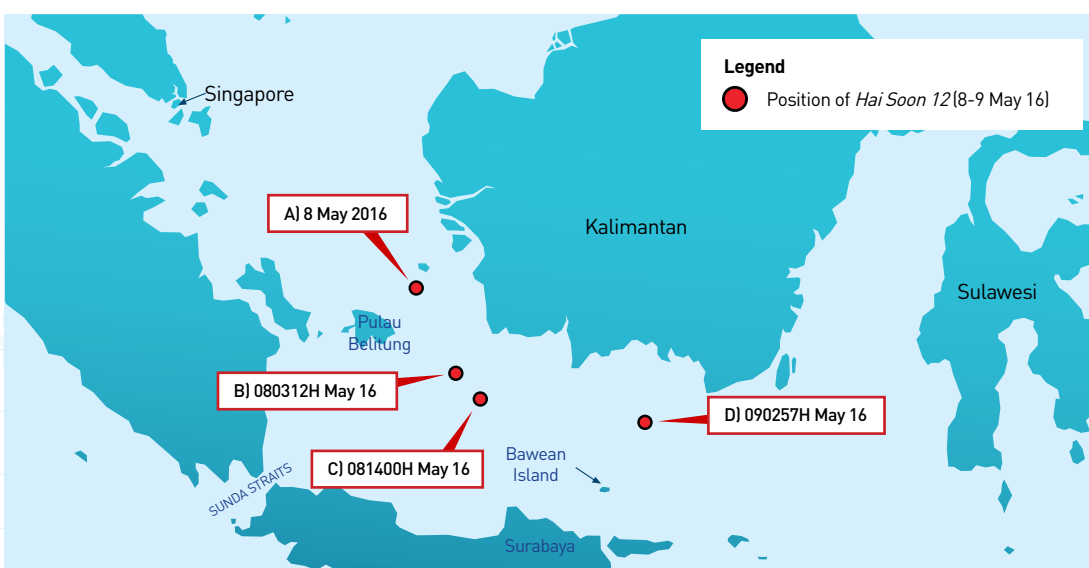 Legend
Position of Hai Soon 12 (8-9 May 16)
Singapore
A) 8 May 2016
Kalimantan
Sulawesi
Pulau
Belitung
B) 080312H May 16
D) 090257H May 16
C) 081400H May 16
Bawean
Island
SUNDA STRAITS
Surabaya